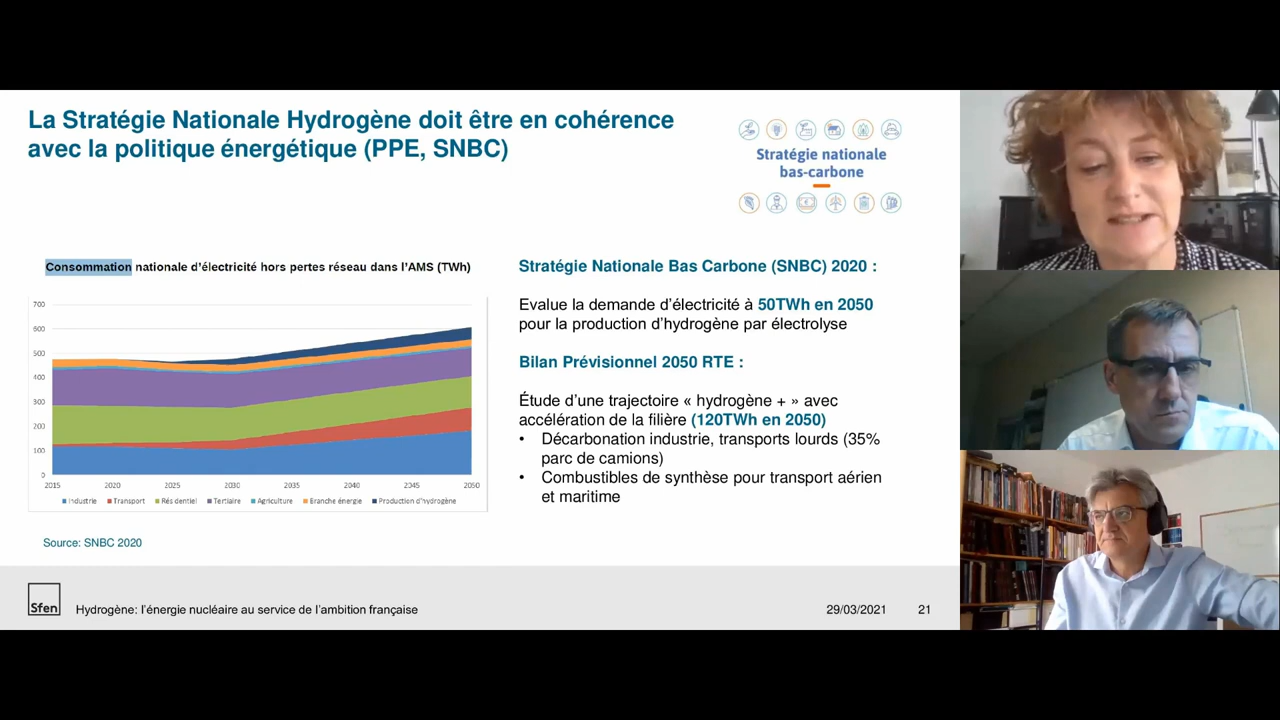 La Stratégie Nationale Hydrogène doit être en cohérence
avec la politique énergétique (PPE, SNBC)
Stratégie nationale
bas-carbone
Consommation nationale d'électricité hors pertes réseau dans l'AMS (TWh)
700
600
500
400
300
200
100
0
2015 2020 2025 2030 2035 2040 2045 2050
Industrie Transport Résidentiel Tertiaire Agriculture Branche énergie Production d'hydrogène
Source: SNBC 2020
Stratégie Nationale Bas Carbone (SNBC) 2020 :
Evalue la demande d'électricité à 50TWh en 2050
pour la production d'hydrogène par électrolyse
Bilan Prévisionnel 2050 RTE :
Étude d'une trajectoire « hydrogène + » avec
accélération de la filière (120TWh en 2050)
• Décarbonation industrie, transports lourds (35%
parc de camions)
• Combustibles de synthèse pour transport aérien
et maritime
Sfen
Hydrogène: l'énergie nucléaire au service de l'ambition française
29/03/2021 21